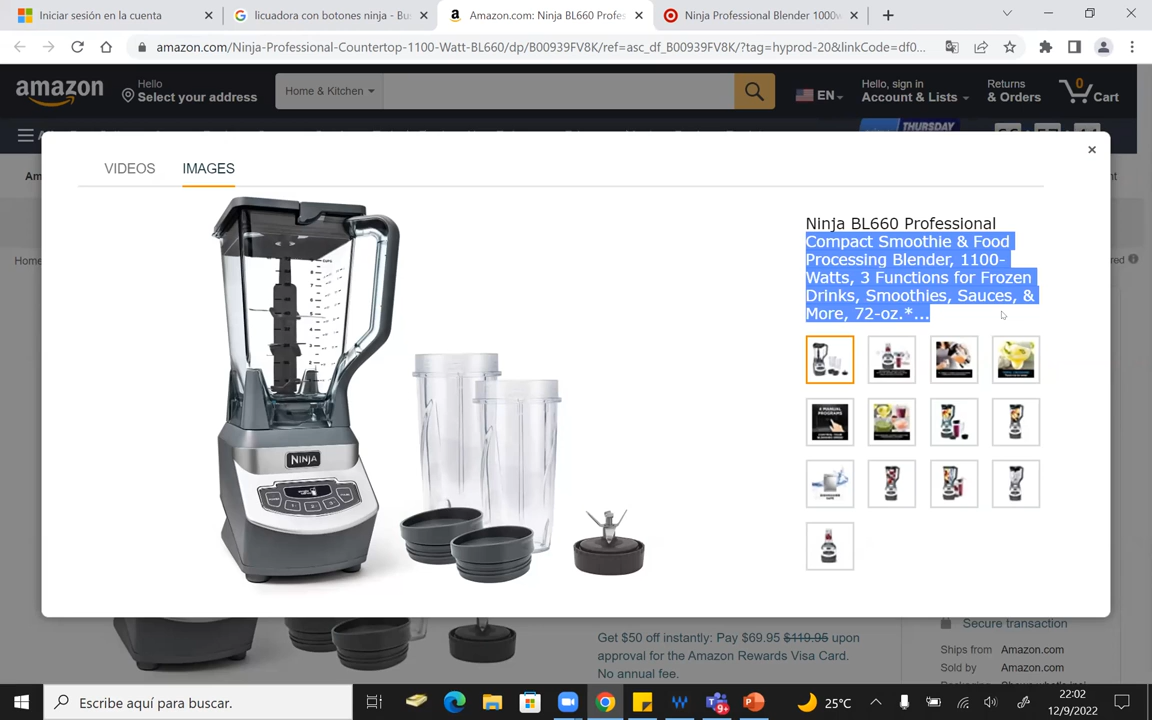 Iniciar sesión en la cuenta
licuadora con botones ninja - Bu
Amazon.com: Ninja BL660 Profes
Ninja Professional Blender 1000w
amazon.com/Ninja-Professional-Countertop-1100-Watt-BL660/dp/B00939FV8K/ref=asc_df_B00939FV8K/?tag=hyprod-20&linkCode=df0...
amazon
Hello
Select your address
Home & Kitchen
EN
Hello, sign in
Account & Lists
Returns
& Orders
0
Cart
THURSDAY
Am
Home
VIDEOS
IMAGES
Ninja BL660 Professional
Compact Smoothie & Food
Processing Blender, 1100-
Watts, 3 Functions for Frozen
Drinks, Smoothies, Sauces, &
More, 72-oz.*...
NINJA
Get $50 off instantly: Pay $69.95 $119.95 upon
approval for the Amazon Rewards Visa Card.
No annual fee.
Secure transaction
Ships from Amazon.com
Sold by Amazon.com
Escribe aquí para buscar.
9+
25°C
22:02
12/9/2022